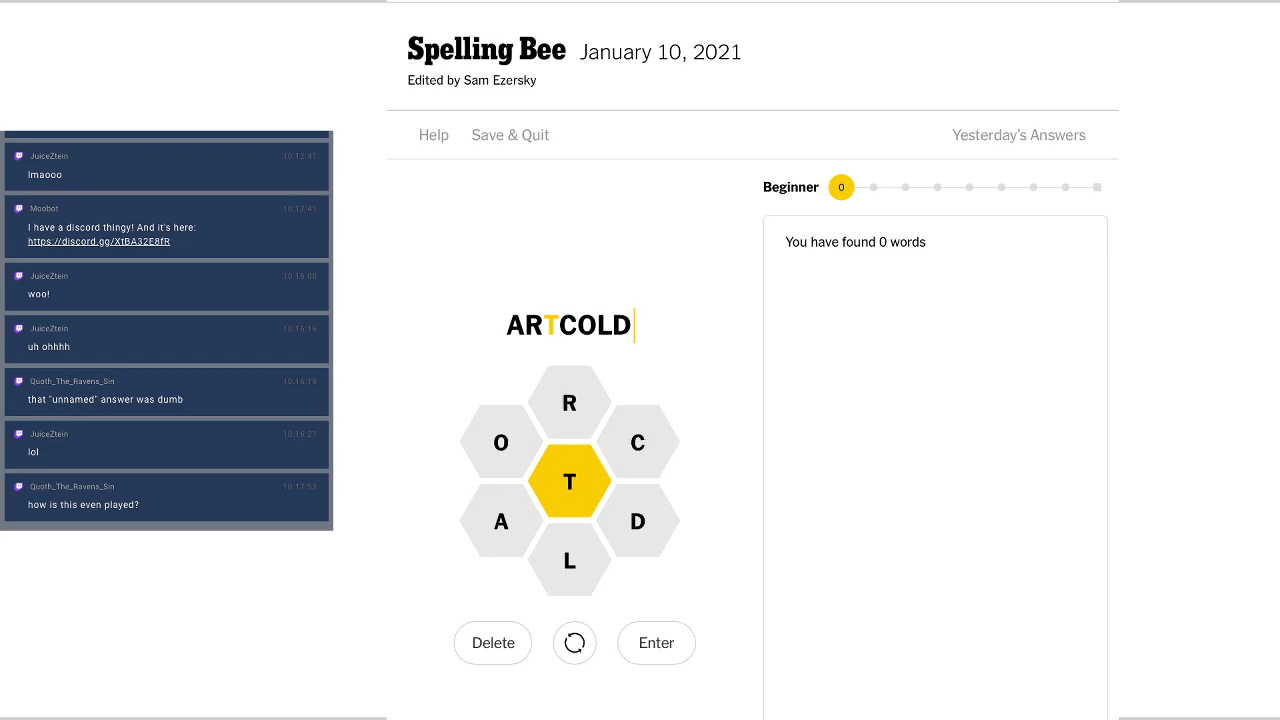 Spelling Bee January 10, 2021
Edited by Sam Ezersky
Help Save & Quit Yesterday's Answers
JuiceZtein 10:12:41
lmaooo
Moobot 10:12:41
I have a discord thingy! And it's here:
https://discord.gg/XtBA32E8fR
JuiceZtein 10:16:00
woo!
JuiceZtein 10:16:16
uh ohhhh
Quoth_The_Ravens_Sin 10:16:19
that "unnamed" answer was dumb
JuiceZtein 10:16:27
lol
Quoth_The_Ravens_Sin 10:17:53
how is this even played?
Beginner 0
You have found 0 words
ARTCOLD
R
O C
T
A D
L
Delete Enter